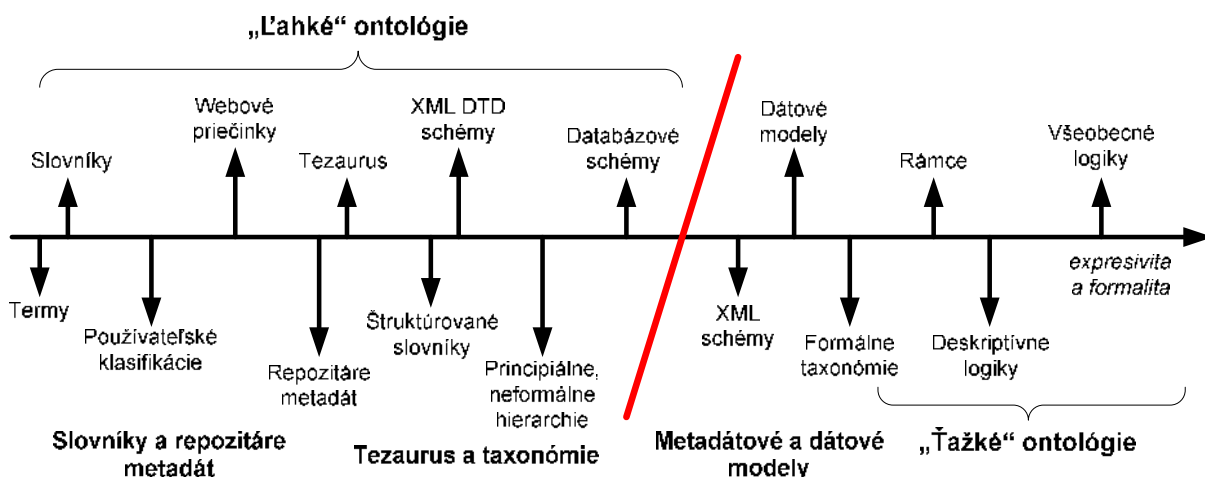 „Ľahké“ ontológie
Webové
priečinky
XML DTD
schémy
Dátové
modely
Databázové
schémy
Všeobecné
logiky
Slovníky
Tezaurus
Rámce
expresivita
a formalita
Termy
Používateľské
klasifikácie
Repozitáre
metadát
Štruktúrované
slovníky
Principiálne,
neformálne
hierarchie
XML
schémy
Formálne
taxonómie
Deskriptívne
logiky
Slovníky a repozitáre
metadát
Tezaurus a taxonómie
Metadátové a dátové
modely
„Ťažké“ ontológie